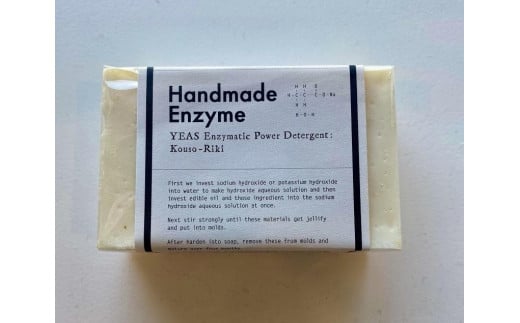 Handmade
Enzyme
H H O
H-C-C-C-O-Na
H H
H-O-H
YEAS Enzymatic Power Detergent:
Kouso-Riki
First we invest sodium hydroxide or potassium hydroxide
into water to make hydroxide aqueous solution and then
invest edible oil and those ingredient into the sodium
hydroxide aqueous solution at once.
Next stir strongly until these materials get jellify
and put into molds.
After harden into soap, remove these from molds and